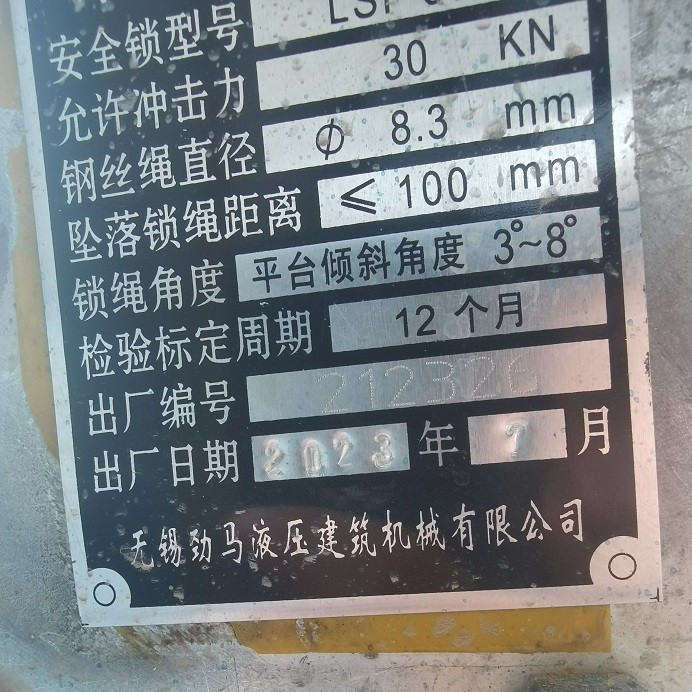 安全锁型号
允许冲击力 30 KN
钢丝绳直径 ϕ 8.3 mm
坠落锁绳距离 ≤ 100 mm
锁绳角度 平台倾斜角度 3°~8°
检验标定周期 12 个月
出厂编号 212326
出厂日期 2023 年 7 月
无锡劲马液压建筑机械有限公司